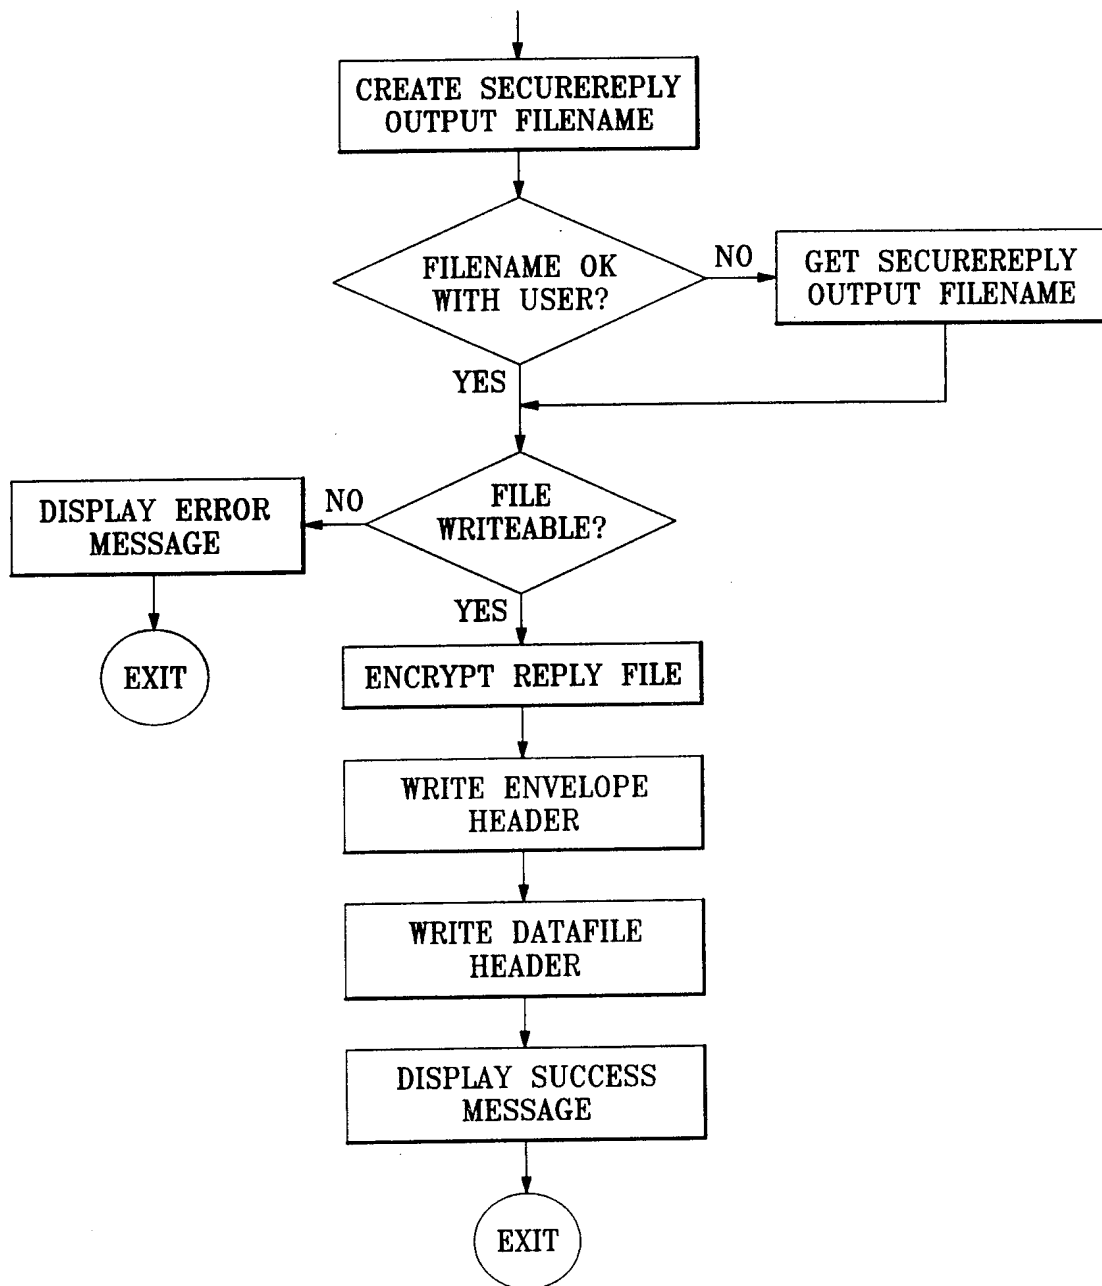 CREATE SECUREREPLY
OUTPUT FILENAME
FILENAME OK
WITH USER?
NO
GET SECUREREPLY
OUTPUT FILENAME
YES
FILE
WRITEABLE?
NO
DISPLAY ERROR
MESSAGE
EXIT
YES
ENCRYPT REPLY FILE
WRITE ENVELOPE
HEADER
WRITE DATAFILE
HEADER
DISPLAY SUCCESS
MESSAGE
EXIT